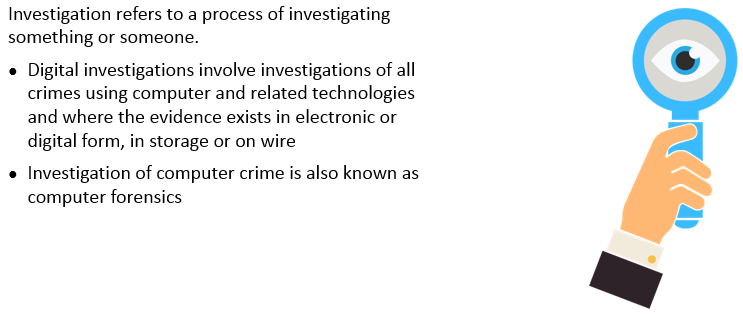 Investigation refers to a process of investigating
something or someone.
● Digital investigations involve investigations of all
crimes using computer and related technologies
and where the evidence exists in electronic or
digital form, in storage or on wire
● Investigation of computer crime is also known as
computer forensics